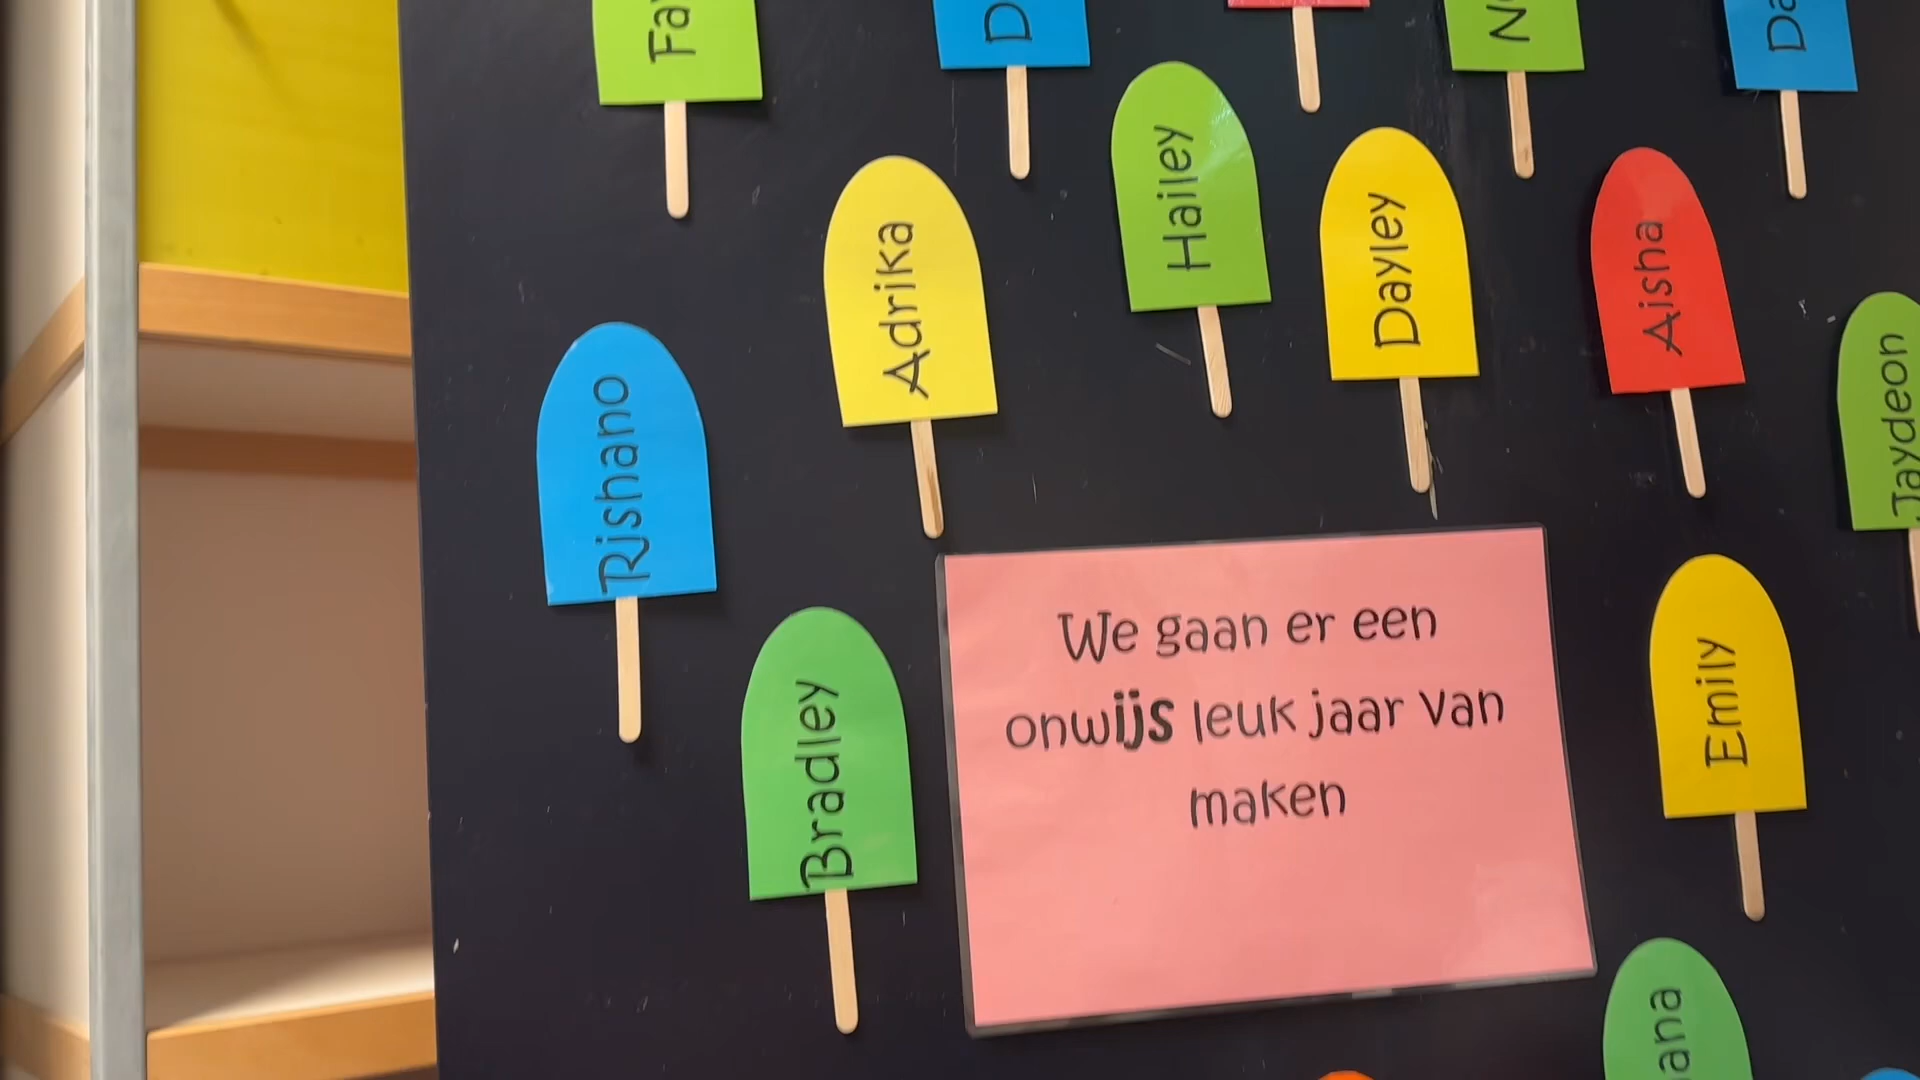 Hailey
Dayley
Aisha
Adrika
Jaydeon
Rishano
We gaan er een
onwijs leuk jaar van
maken
Emily
Bradley